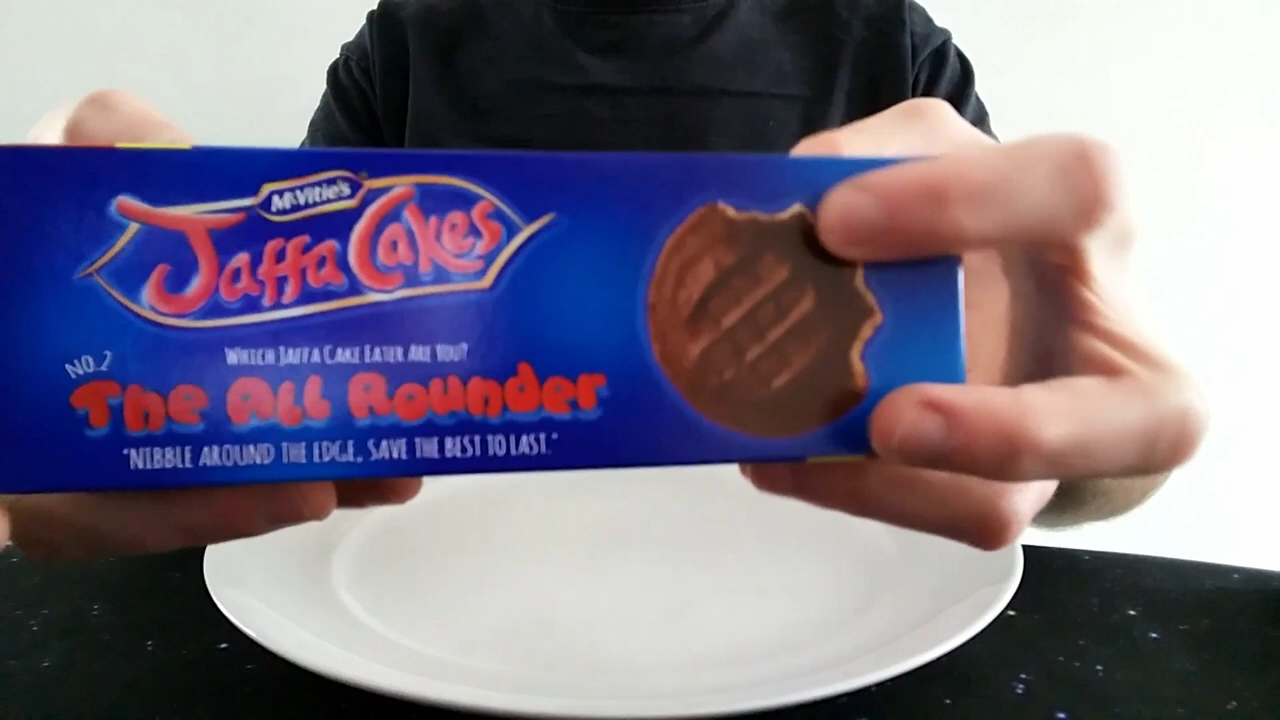 McVitie's
Jaffa Cakes
Which Jaffa Cake Eater Are You?
No.2
The All Rounder
"NIBBLE AROUND THE EDGE, SAVE THE BEST TO LAST."